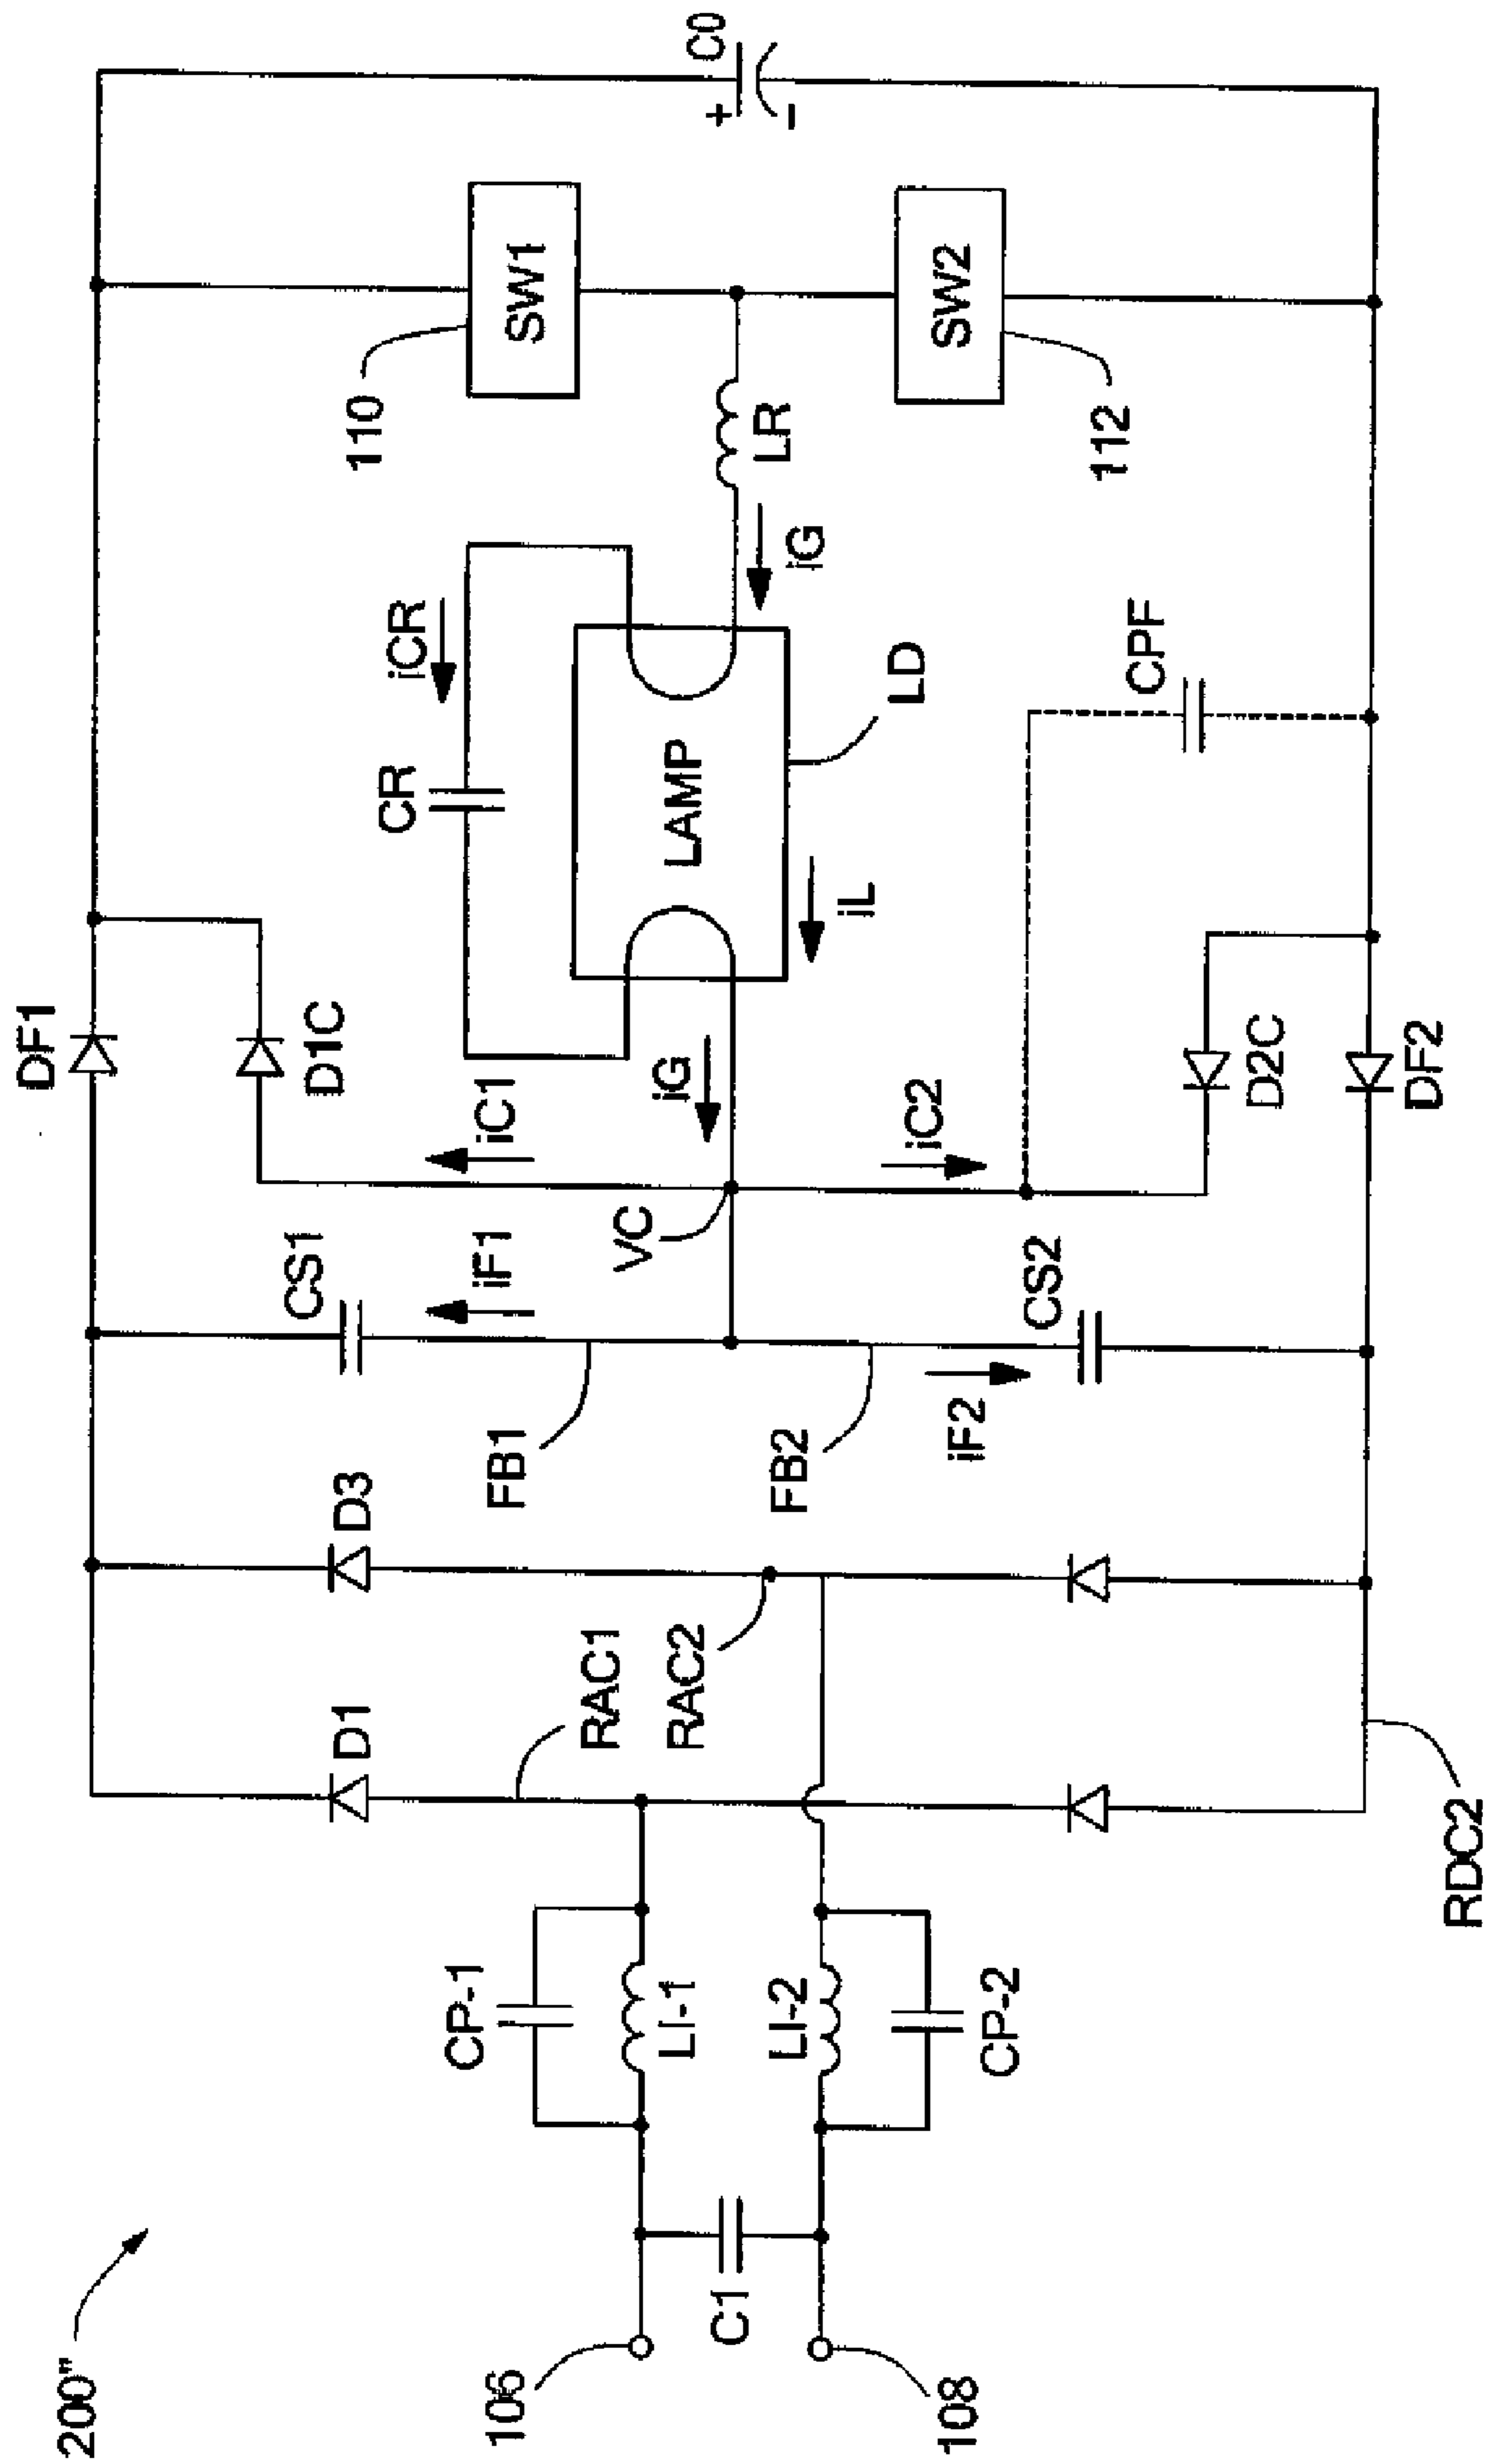 200"
106
108
C1
CP-1
LI-1
LI-2
CP-2
D1
RAC1
RAC2
D3
RDC2
FB1
FB2
CS1
iF1
iF2
CS2
VC
iC1
iC2
iG
DF1
D1C
D2C
DF2
CR
iCR
LAMP
iL
LD
CPF
iG
LR
110
112
SW1
SW2
+
C0
−